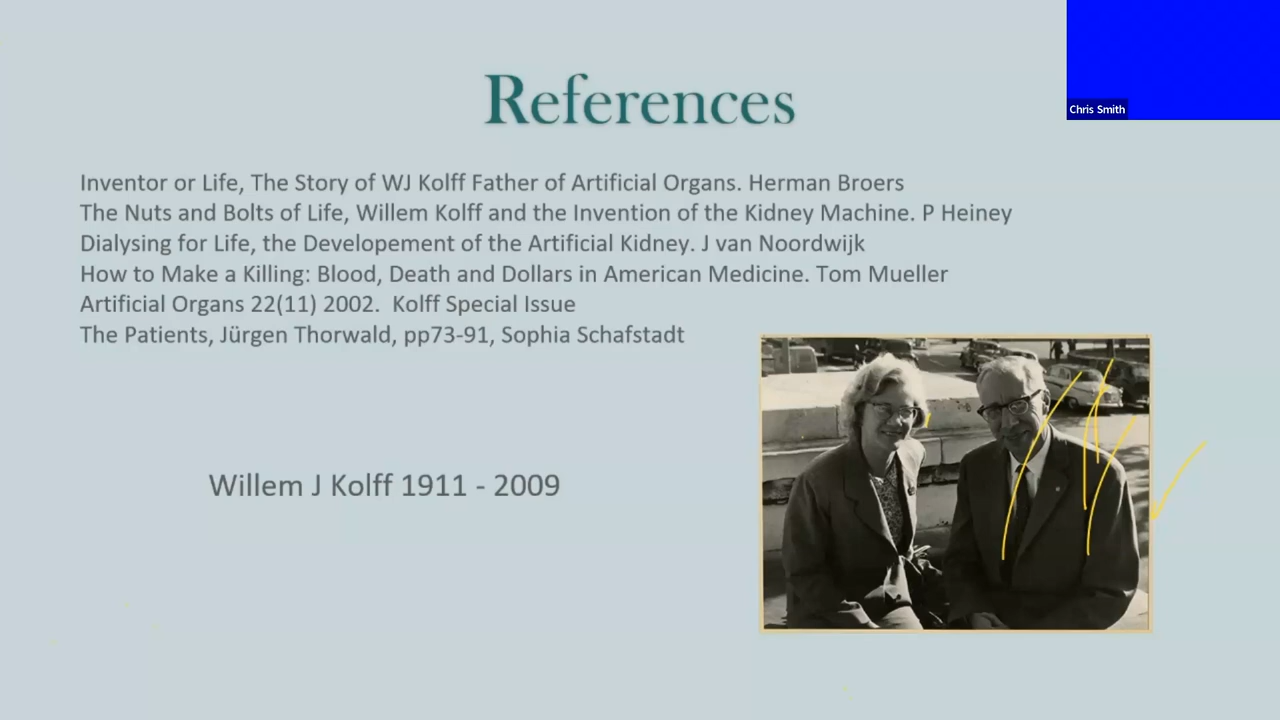 References
Chris Smith
Inventor or Life, The Story of WJ Kolff Father of Artificial Organs. Herman Broers
The Nuts and Bolts of Life, Willem Kolff and the Invention of the Kidney Machine. P Heiney
Dialysing for Life, the Developement of the Artificial Kidney. J van Noordwijk
How to Make a Killing: Blood, Death and Dollars in American Medicine. Tom Mueller
Artificial Organs 22(11) 2002.  Kolff Special Issue
The Patients, Jürgen Thorwald, pp73-91, Sophia Schafstadt
Willem J Kolff 1911 - 2009